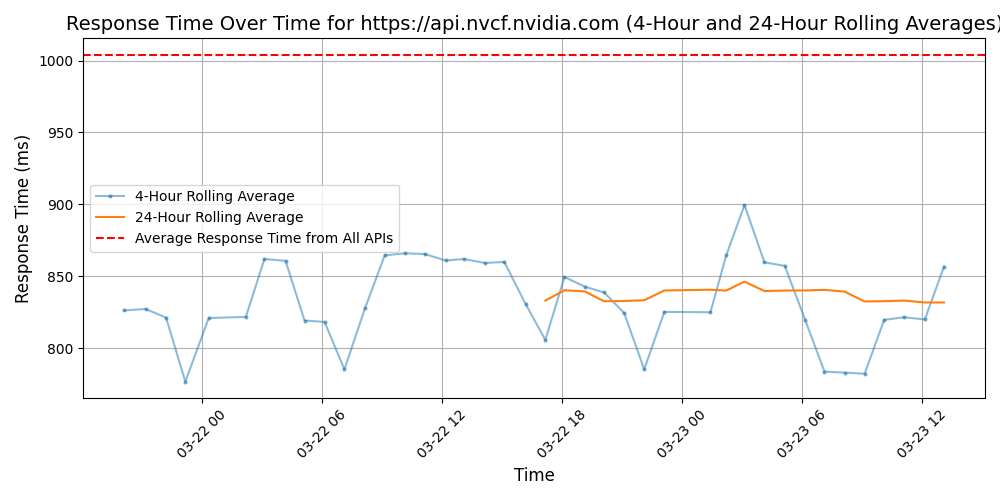 Response Time Over Time for https://api.nvcf.nvidia.com (4-Hour and 24-Hour Rolling Averages)
Response Time (ms)
1000
950
900
850
800
4-Hour Rolling Average
24-Hour Rolling Average
Average Response Time from All APIs
03-22 00
03-22 06
03-22 12
03-22 18
03-23 00
03-23 06
03-23 12
Time